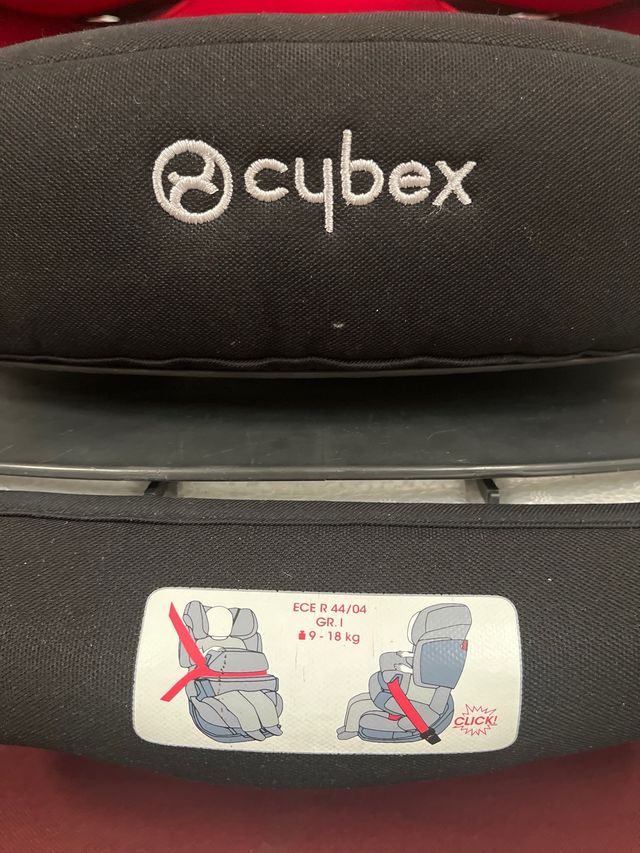 cybex
ECE R 44/04
GR. I
9 - 18 kg
CLICK!